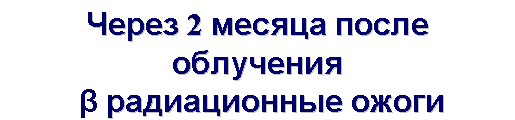 Через 2 месяца после
облучения
β радиационные ожоги